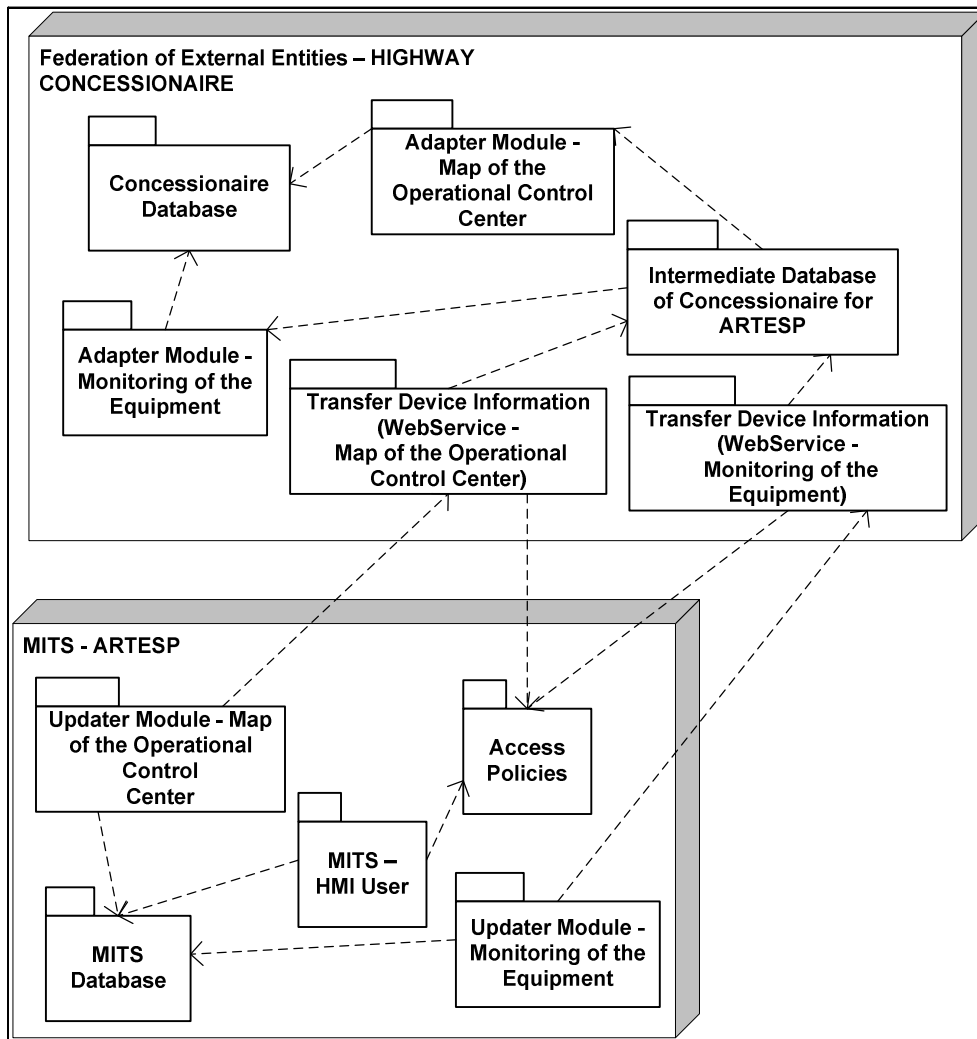 Federation of External Entities – HIGHWAY
CONCESSIONAIRE
Concessionaire
Database
Adapter Module -
Map of the
Operational Control
Center
Intermediate Database
of Concessionaire for
ARTESP
Adapter Module -
Monitoring of the
Equipment
Transfer Device Information
(WebService -
Map of the Operational
Control Center)
Transfer Device Information
(WebService -
Monitoring of the
Equipment)
MITS - ARTESP
Updater Module - Map
of the Operational
Control
Center
Access
Policies
MITS –
HMI User
MITS
Database
Updater Module -
Monitoring of the
Equipment